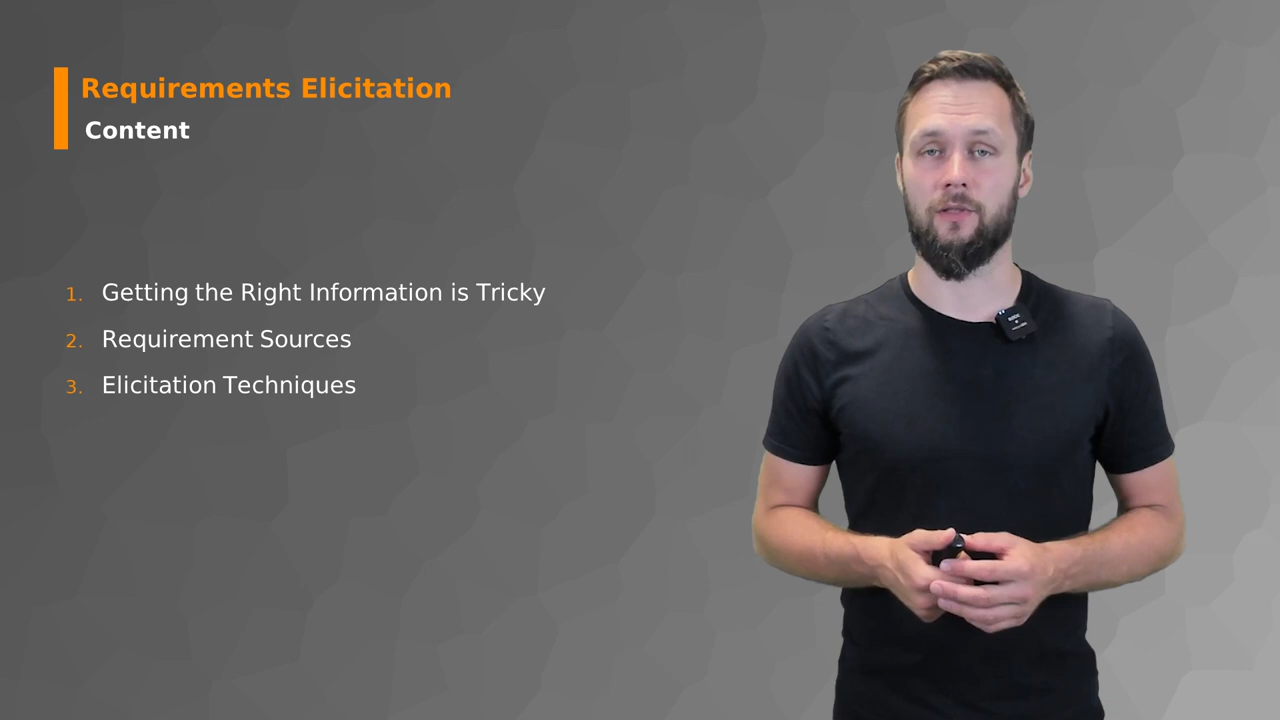 Requirements Elicitation
Content
1. Getting the Right Information is Tricky
2. Requirement Sources
3. Elicitation Techniques